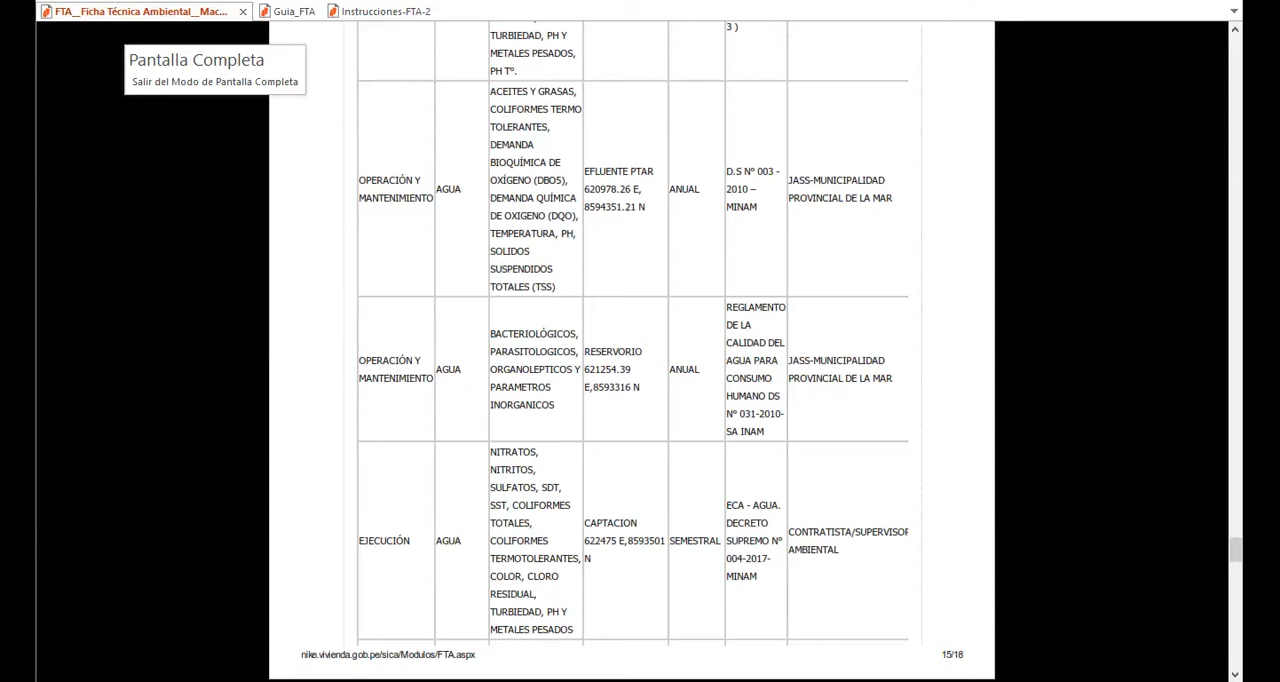 FTA__Ficha Técnica Ambiental__Mac... Guia_FTA Instrucciones-FTA-2
Pantalla Completa
Salir del Modo de Pantalla Completa
TURBIEDAD, PH Y
METALES PESADOS,
PH Tº.
3 )
OPERACIÓN Y
MANTENIMIENTO
AGUA
ACEITES Y GRASAS,
COLIFORMES TERMO
TOLERANTES,
DEMANDA
BIOQUÍMICA DE
OXÍGENO (DBO5),
DEMANDA QUÍMICA
DE OXIGENO (DQO),
TEMPERATURA, PH,
SOLIDOS
SUSPENDIDOS
TOTALES (TSS)
EFLUENTE PTAR
620978.26 E,
8594351.21 N
ANUAL
D.S Nº 003 -
2010 –
MINAM
JASS-MUNICIPALIDAD
PROVINCIAL DE LA MAR
OPERACIÓN Y
MANTENIMIENTO
AGUA
BACTERIOLÓGICOS,
PARASITOLOGICOS,
ORGANOLEPTICOS Y
PARAMETROS
INORGANICOS
RESERVORIO
621254.39
E,8593316 N
ANUAL
REGLAMENTO
DE LA
CALIDAD DEL
AGUA PARA
CONSUMO
HUMANO DS
Nº 031-2010-
SA INAM
JASS-MUNICIPALIDAD
PROVINCIAL DE LA MAR
EJECUCIÓN
AGUA
NITRATOS,
NITRITOS,
SULFATOS, SDT,
SST, COLIFORMES
TOTALES,
COLIFORMES
TERMOTOLERANTES,
COLOR, CLORO
RESIDUAL,
TURBIEDAD, PH Y
METALES PESADOS
CAPTACION
622475 E,8593501
N
SEMESTRAL
ECA - AGUA.
DECRETO
SUPREMO Nº
004-2017-
MINAM
CONTRATISTA/SUPERVISOR
AMBIENTAL
nike.vivienda.gob.pe/sica/Modulos/FTA.aspx 15/18